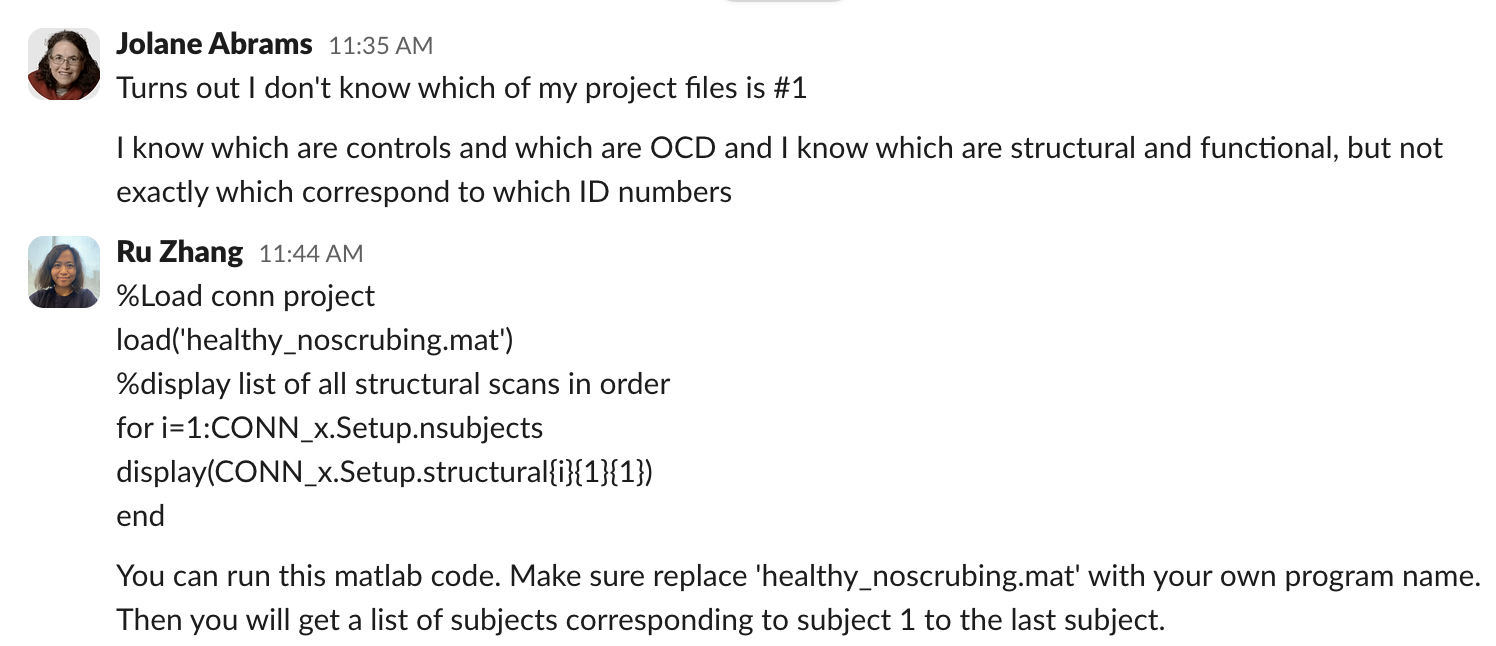 Jolane Abrams 11:35 AM
Turns out I don't know which of my project files is #1
I know which are controls and which are OCD and I know which are structural and functional, but not
exactly which correspond to which ID numbers
Ru Zhang 11:44 AM
%Load conn project
load('healthy_noscrubing.mat')
%display list of all structural scans in order
for i=1:CONN_x.Setup.nsubjects
display(CONN_x.Setup.structural{i}{1}{1})
end
You can run this matlab code. Make sure replace 'healthy_noscrubing.mat' with your own program name.
Then you will get a list of subjects corresponding to subject 1 to the last subject.